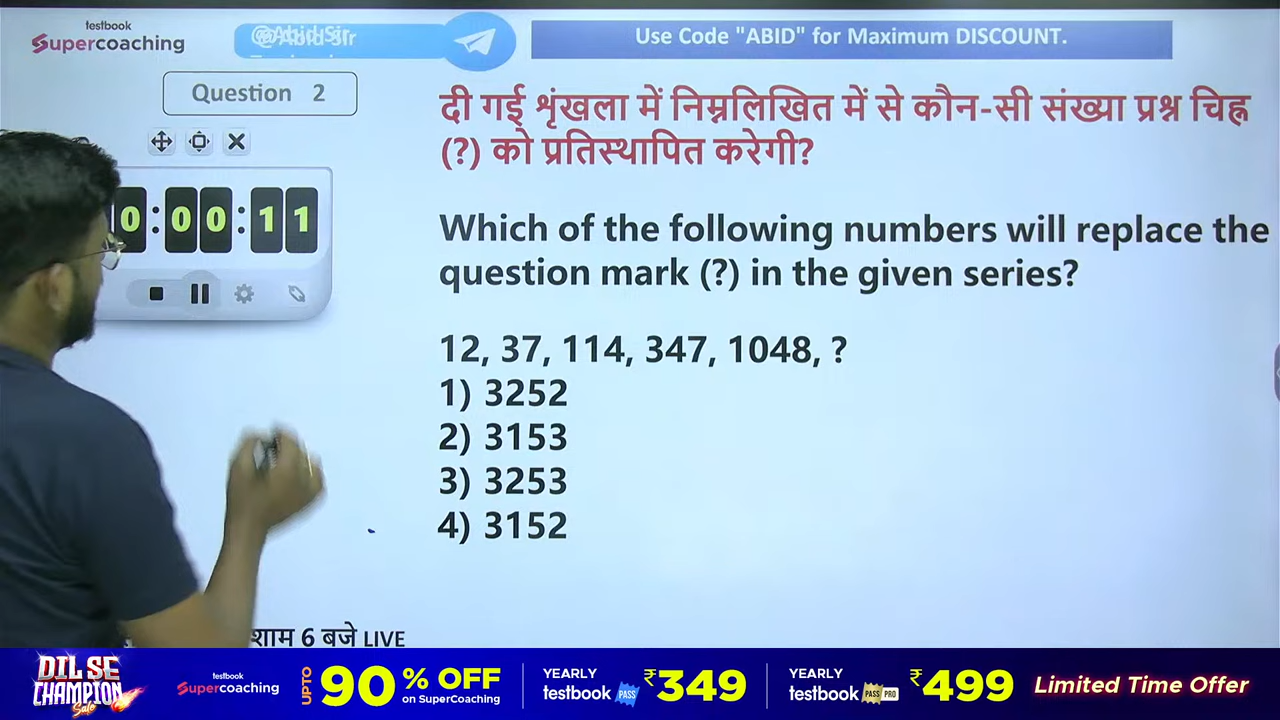 testbook
Supercoaching
@Abid Sir
Use Code "ABID" for Maximum DISCOUNT.
Question 2
दी गई शृंखला में निम्नलिखित में से कौन-सी संख्या प्रश्न चिह्न
(?) को प्रतिस्थापित करेगी?
0:00:11
Which of the following numbers will replace the
question mark (?) in the given series?
12, 37, 114, 347, 1048, ?
1) 3252
2) 3153
3) 3253
4) 3152
शाम 6 बजे LIVE
DIL SE
CHAMPION
Sale
testbook
Supercoaching
UPTO 90% OFF
on SuperCoaching
YEARLY
testbook PASS
₹349
YEARLY
testbook PASS PRO
₹499
Limited Time Offer